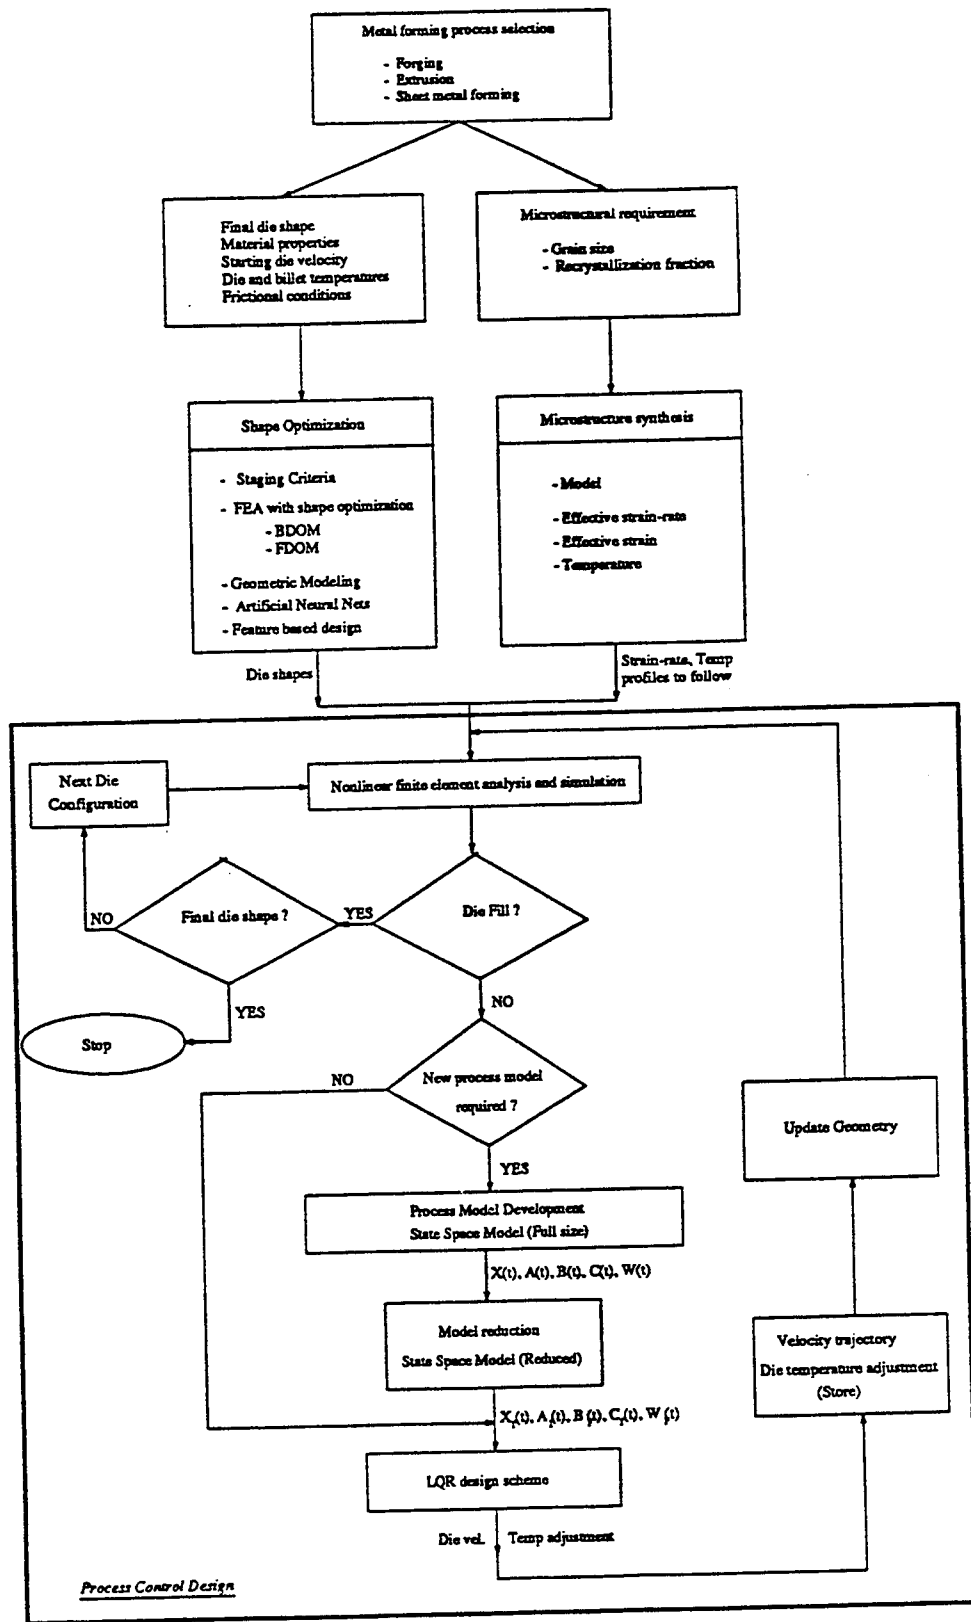 Metal forming process selection
- Forging
- Extrusion
- Sheet metal forming
Final die shape
Material properties
Starting die velocity
Die and billet temperatures
Frictional conditions
Microstructural requirement
- Grain size
- Recrystallization fraction
Shape Optimization
- Staging Criteria
- FEA with shape optimization
- BDOM
- FDOM
- Geometric Modeling
- Artificial Neural Nets
- Feature based design
Microstructure synthesis
- Model
- Effective strain-rate
- Effective strain
- Temperature
Die shapes
Strain-rate, Temp
profiles to follow
Next Die
Configuration
Nonlinear finite element analysis and simulation
NO
Final die shape ?
YES
Die Fill ?
YES
NO
Stop
NO
New process model
required ?
Update Geometry
YES
Process Model Development
State Space Model (Full size)
X(t), A(t), B(t), C(t), W(t)
Model reduction
State Space Model (Reduced)
Velocity trajectory
Die temperature adjustment
(Store)
X_r(t), A_r(t), B_r(t), C_r(t), W_r(t)
LQR design scheme
Die vel. Temp adjustment
Process Control Design